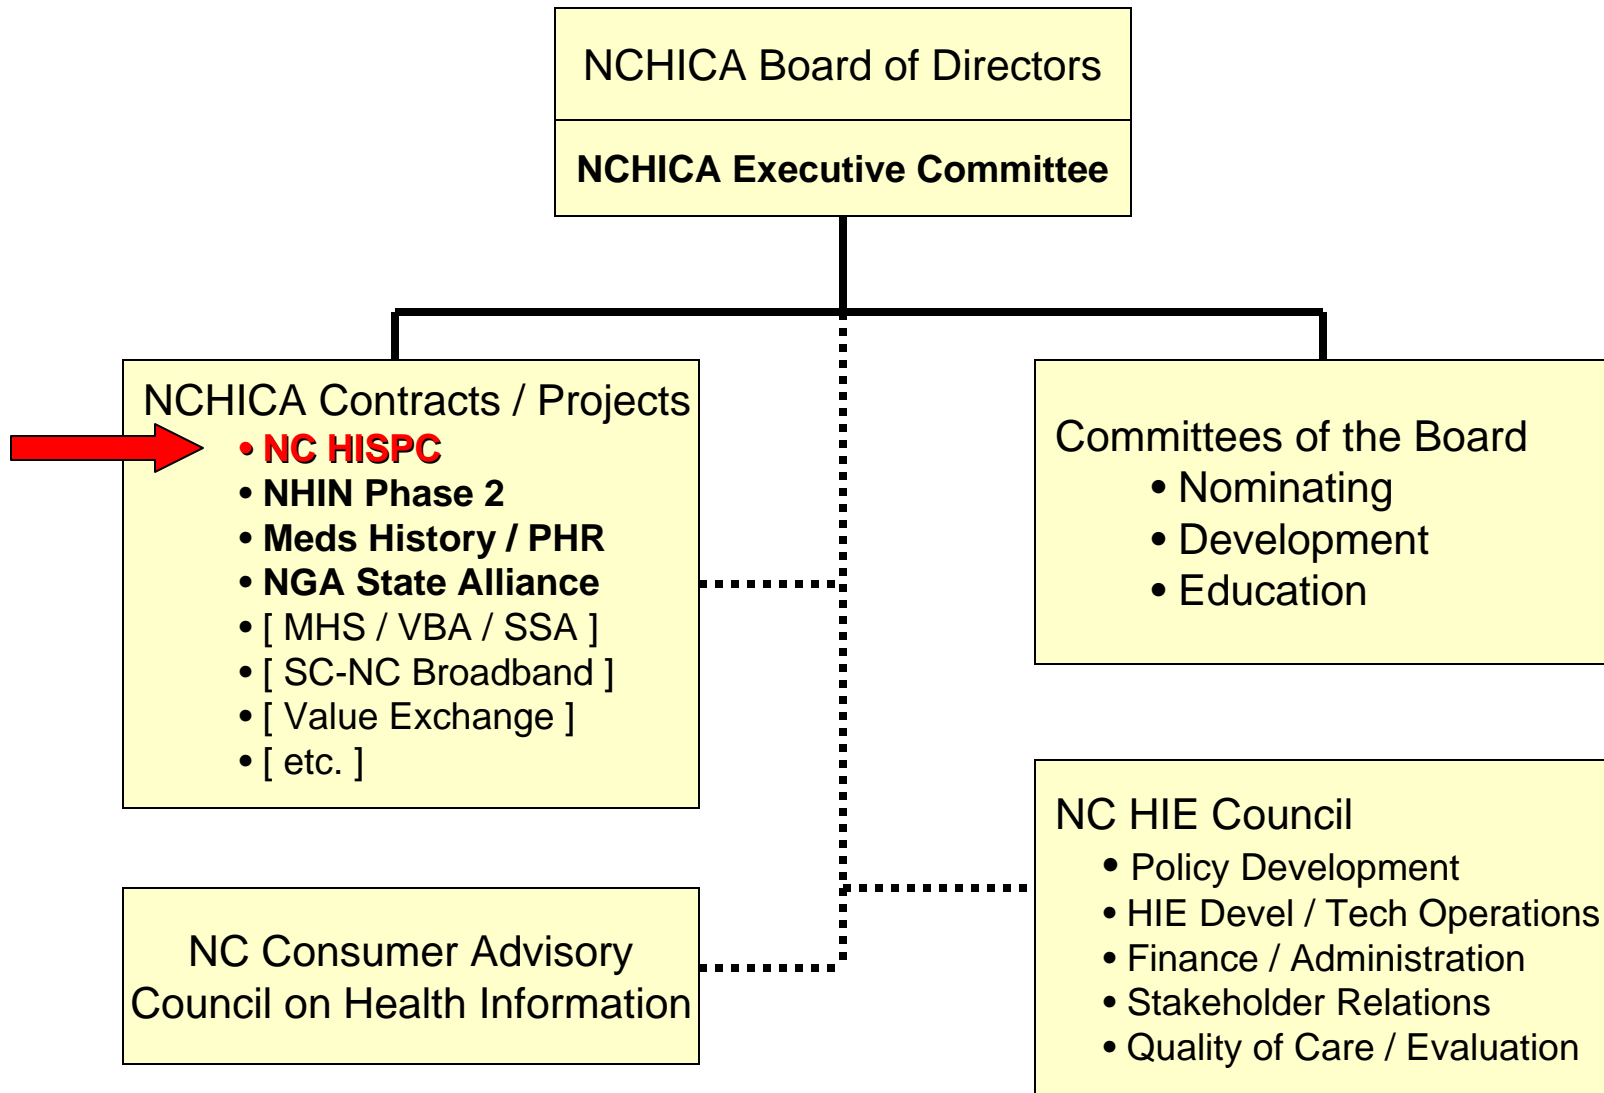 NCHICA Board of Directors
NCHICA Executive Committee
NCHICA Contracts / Projects
• NC HISPC
• NHIN Phase 2
• Meds History / PHR
• NGA State Alliance
• [ MHS / VBA / SSA ]
• [ SC-NC Broadband ]
• [ Value Exchange ]
• [ etc. ]
Committees of the Board
• Nominating
• Development
• Education
NC Consumer Advisory
Council on Health Information
NC HIE Council
• Policy Development
• HIE Devel / Tech Operations
• Finance / Administration
• Stakeholder Relations
• Quality of Care / Evaluation